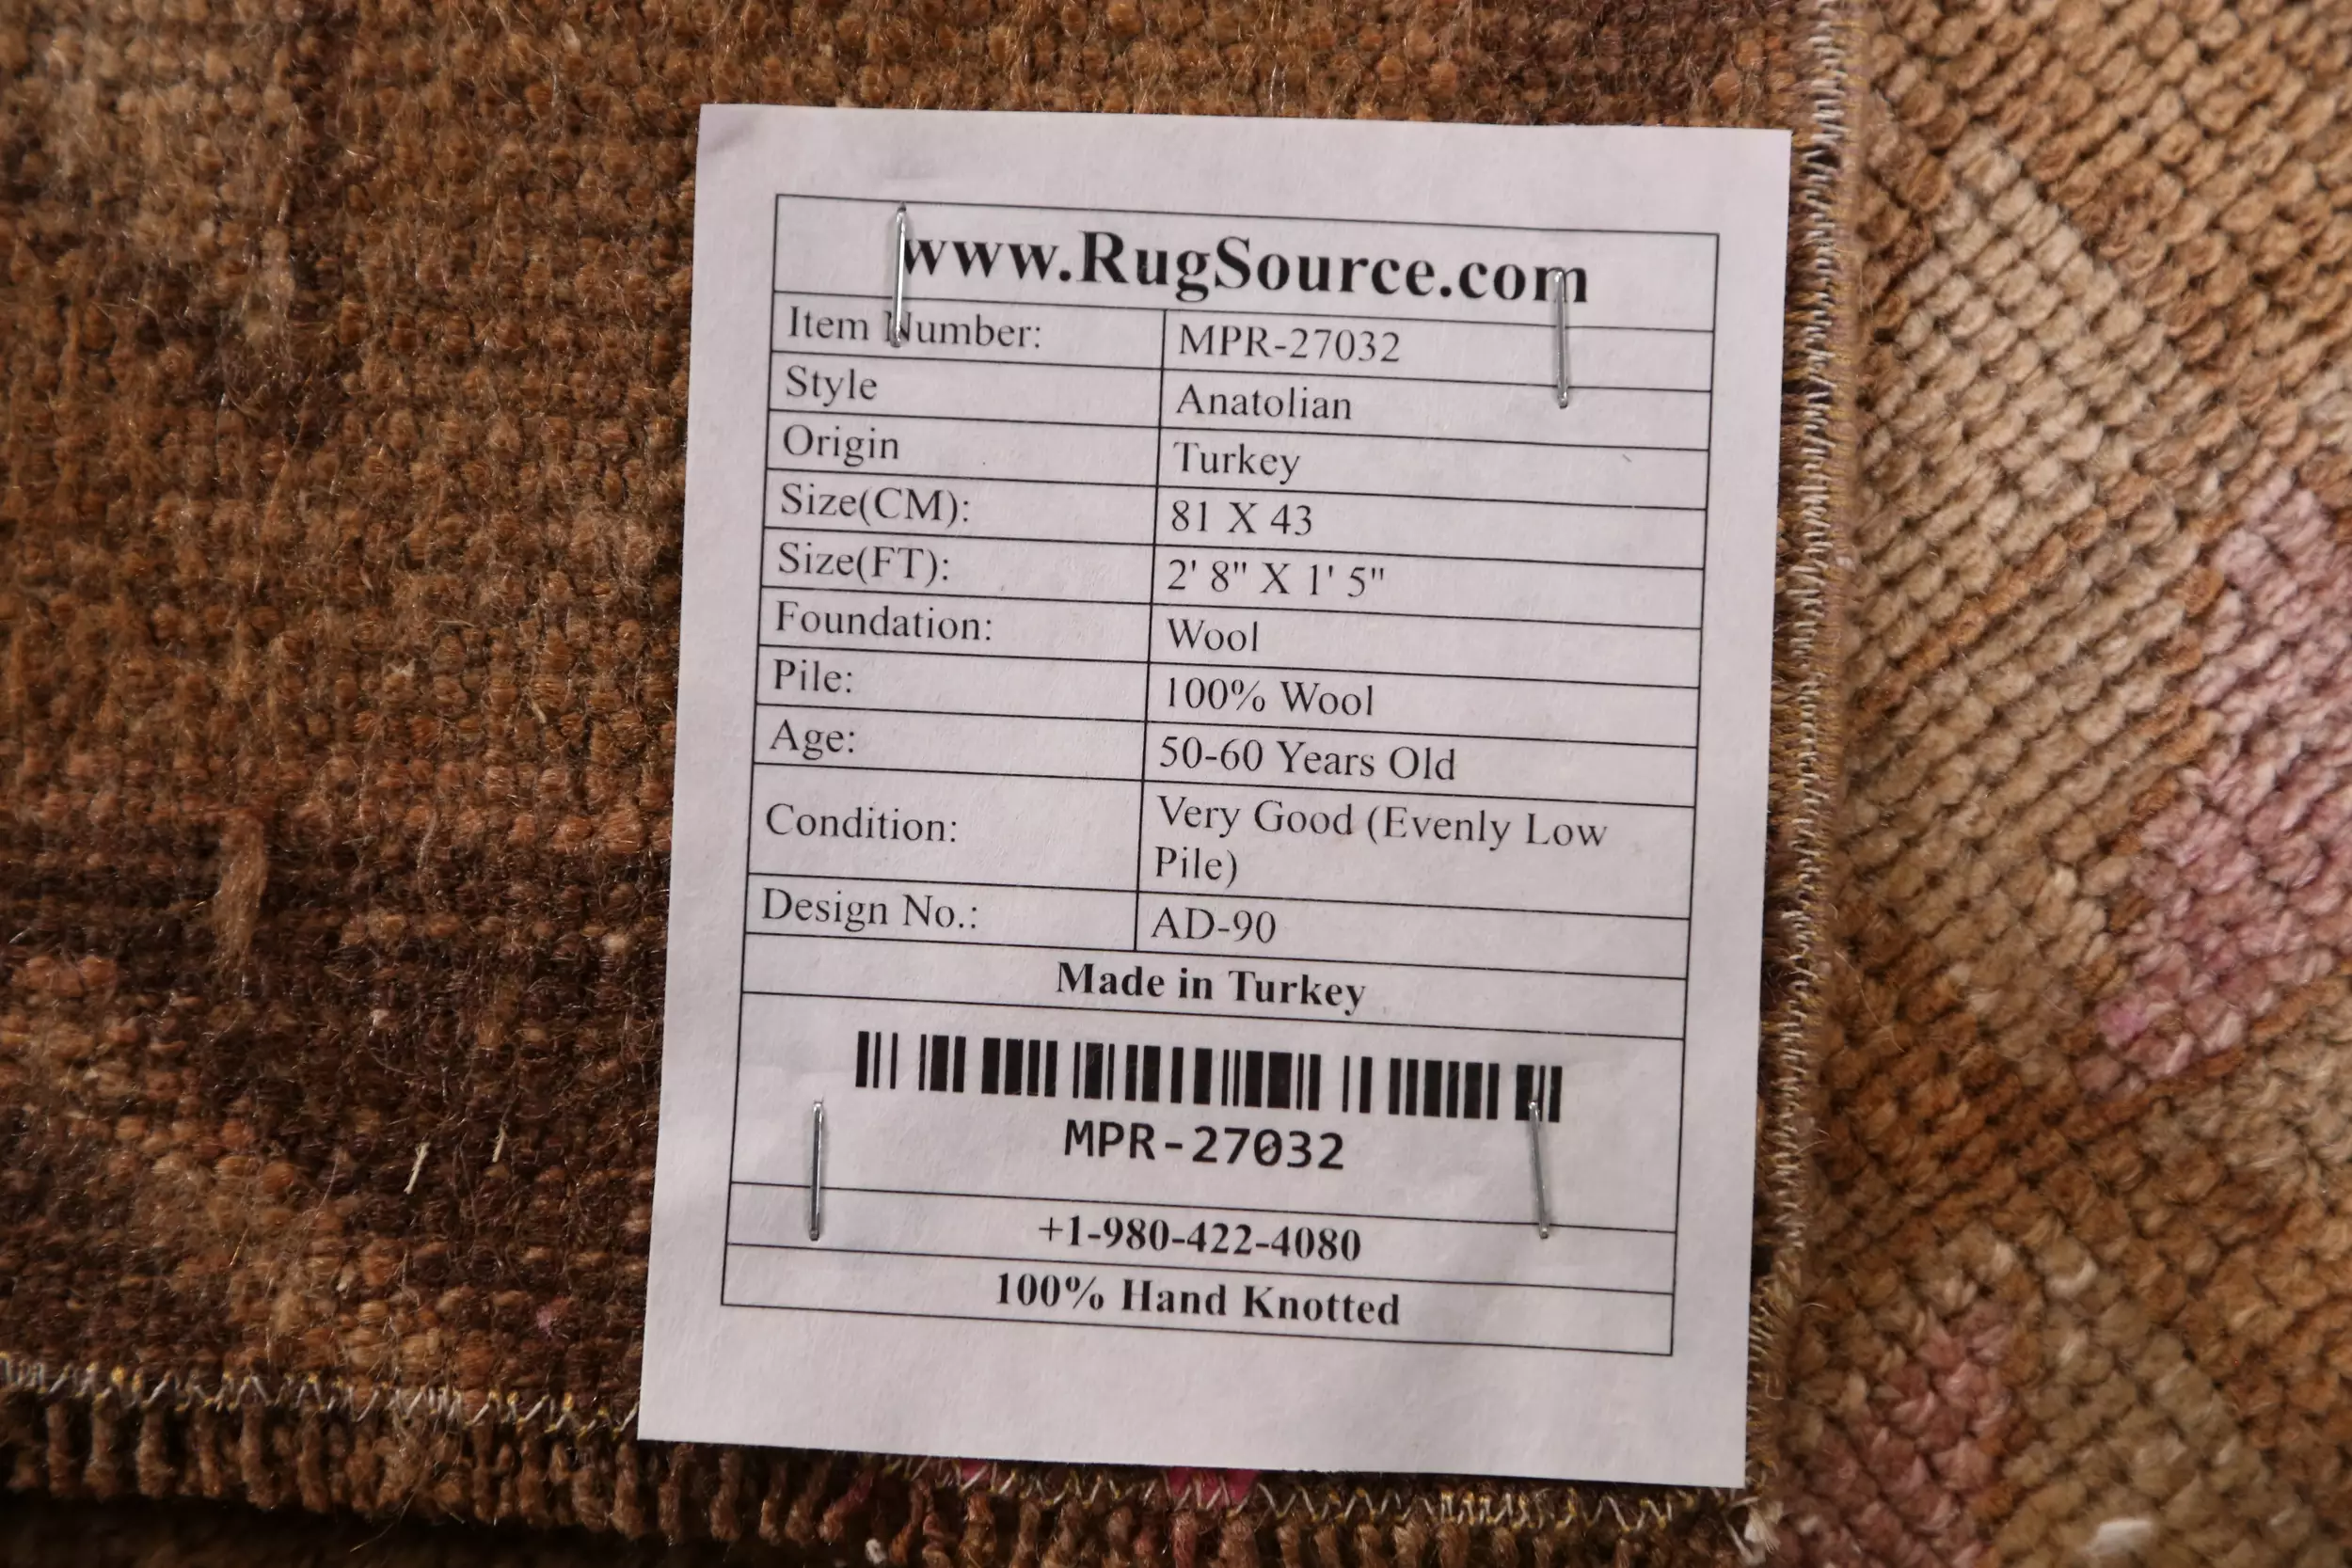 www.RugSource.com
Item Number: MPR-27032
Style Anatolian
Origin Turkey
Size(CM): 81 X 43
Size(FT): 2' 8" X 1' 5"
Foundation: Wool
Pile: 100% Wool
Age: 50-60 Years Old
Condition: Very Good (Evenly Low
Pile)
Design No.: AD-90
Made in Turkey
MPR-27032
+1-980-422-4080
100% Hand Knotted